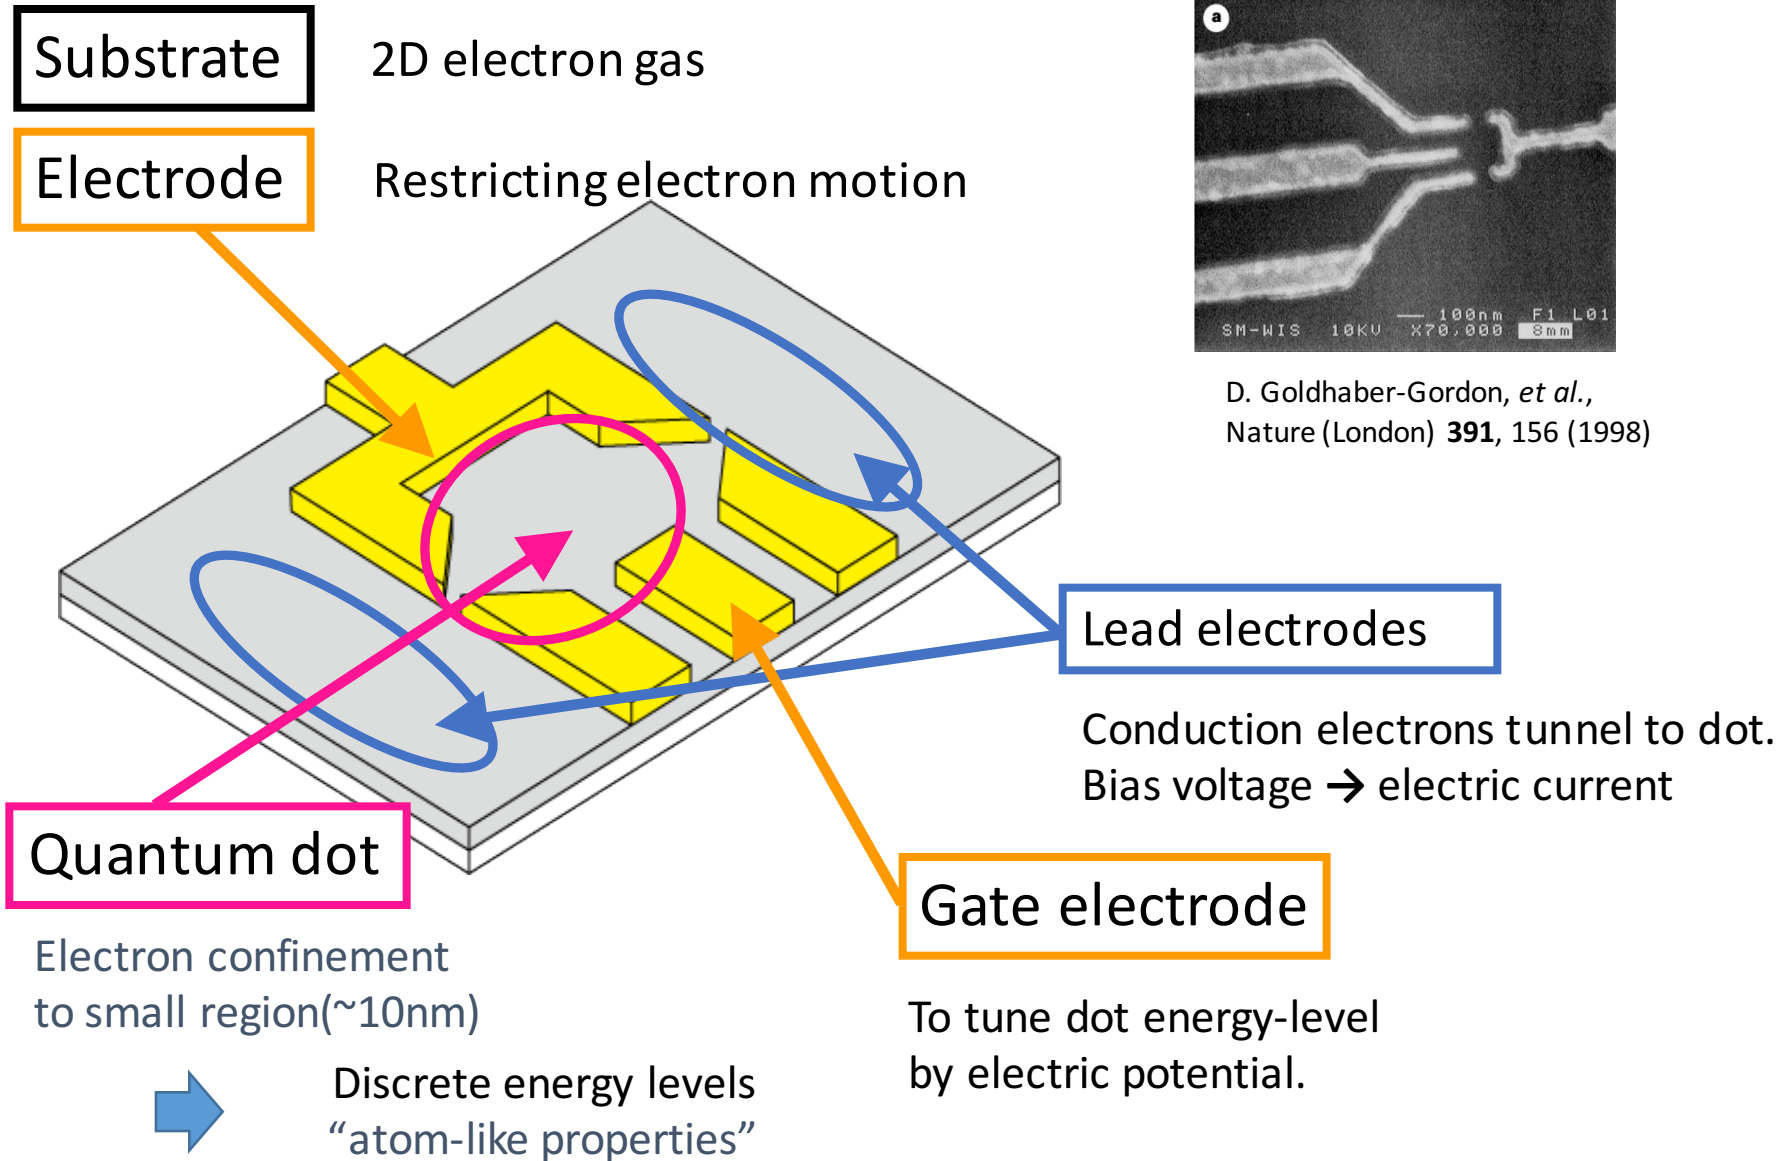 Substrate
2D electron gas
Electrode
Restricting electron motion
a
100nm F1 L01
SM-WIS 10KV X70,000 8mm
D. Goldhaber-Gordon, et al.,
Nature (London) 391, 156 (1998)
Lead electrodes
Conduction electrons tunnel to dot.
Bias voltage → electric current
Quantum dot
Electron confinement
to small region(~10nm)
Discrete energy levels
“atom-like properties”
Gate electrode
To tune dot energy-level
by electric potential.